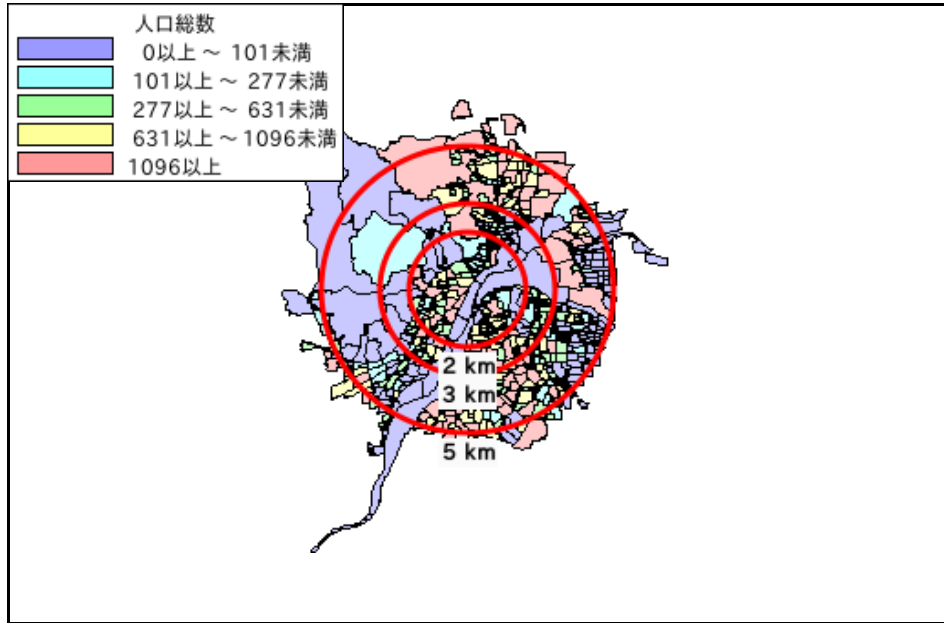 人口総数
0以上 ～ 101未満
101以上 ～ 277未満
277以上 ～ 631未満
631以上 ～ 1096未満
1096以上
2 km
3 km
5 km